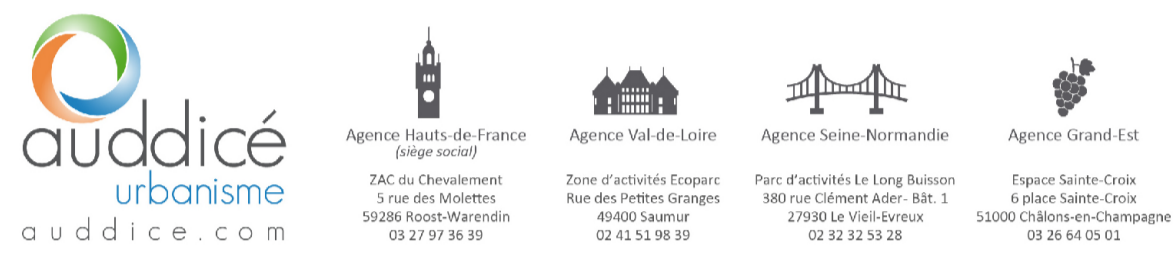 auddicé
urbanisme
auddice.com
Agence Hauts-de-France
(siège social)
ZAC du Chevalement
5 rue des Molettes
59286 Roost-Warendin
03 27 97 36 39
Agence Val-de-Loire
Zone d'activités Ecoparc
Rue des Petites Granges
49400 Saumur
02 41 51 98 39
Agence Seine-Normandie
Parc d'activités Le Long Buisson
380 rue Clément Ader- Bât. 1
27930 Le Vieil-Evreux
02 32 32 53 28
Agence Grand-Est
Espace Sainte-Croix
6 place Sainte-Croix
51000 Châlons-en-Champagne
03 26 64 05 01